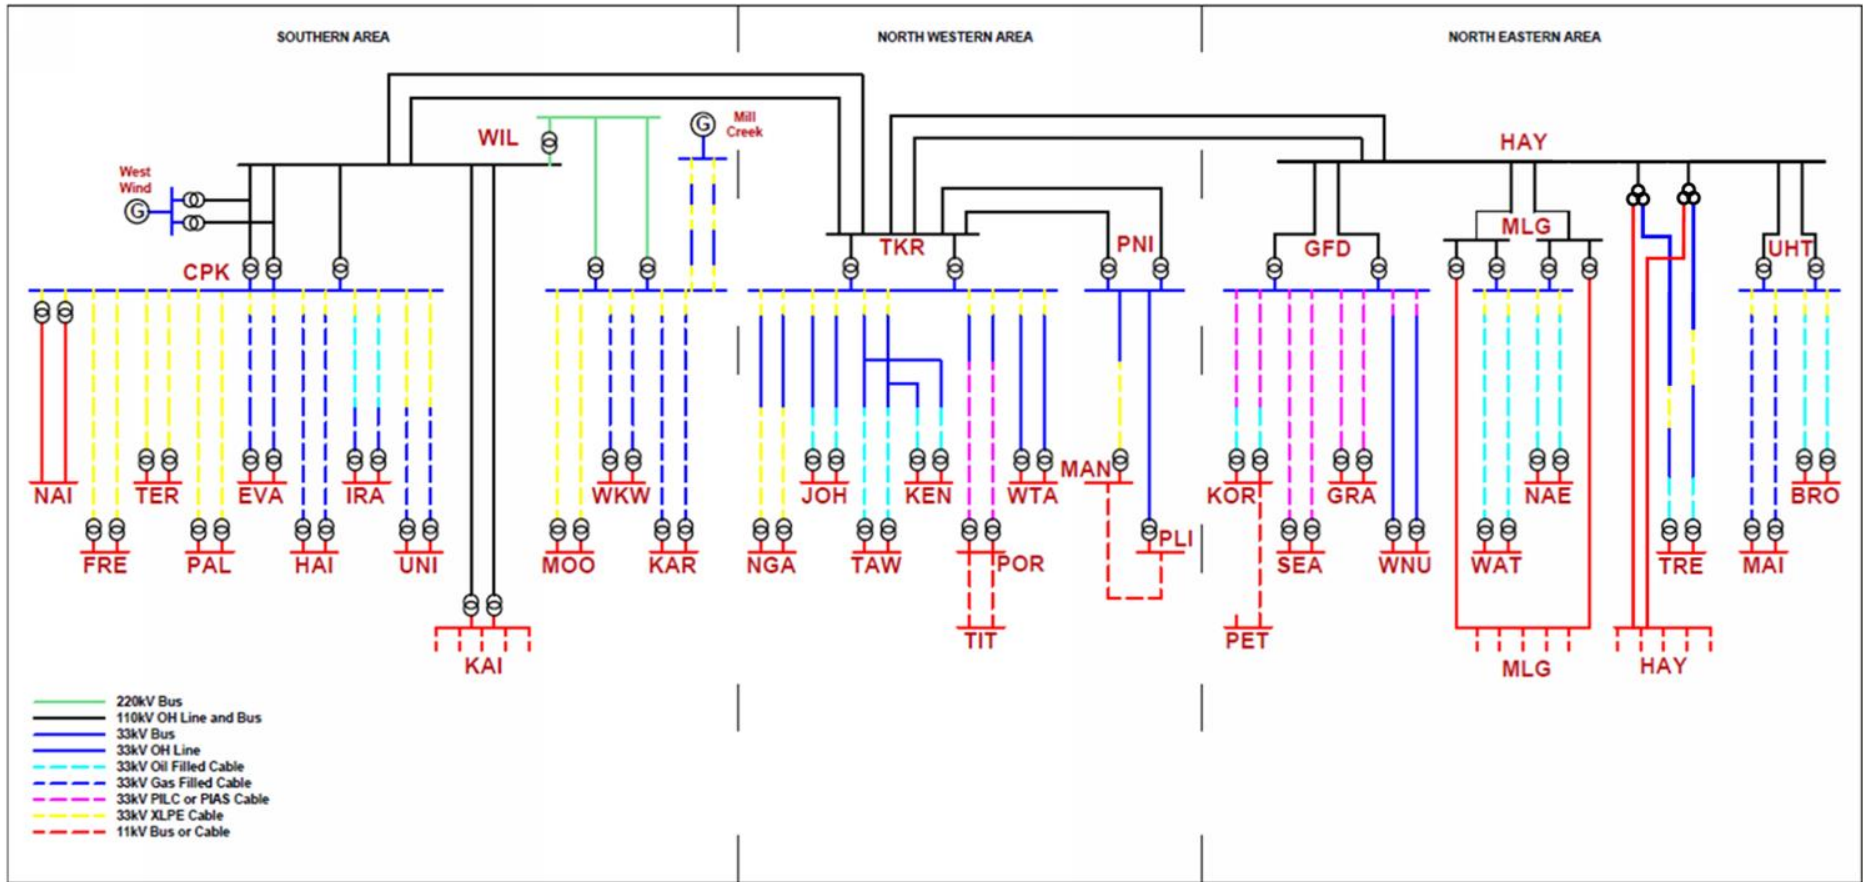 SOUTHERN AREA
NORTH WESTERN AREA
NORTH EASTERN AREA
WIL
G
Mill
Creek
HAY
West
Wind
G
CPK
TKR
PNI
GFD
MLG
UHT
NAI
TER
EVA
IRA
WKW
JOH
KEN
WTA
MAN
KOR
GRA
NAE
BRO
FRE
PAL
HAI
UNI
MOO
KAR
NGA
TAW
POR
PLI
SEA
WNU
WAT
TRE
MAI
KAI
TIT
PET
MLG
HAY
220kV Bus
110kV OH Line and Bus
33kV Bus
33kV OH Line
33kV Oil Filled Cable
33kV Gas Filled Cable
33kV PILC or PIAS Cable
33kV XLPE Cable
11kV Bus or Cable